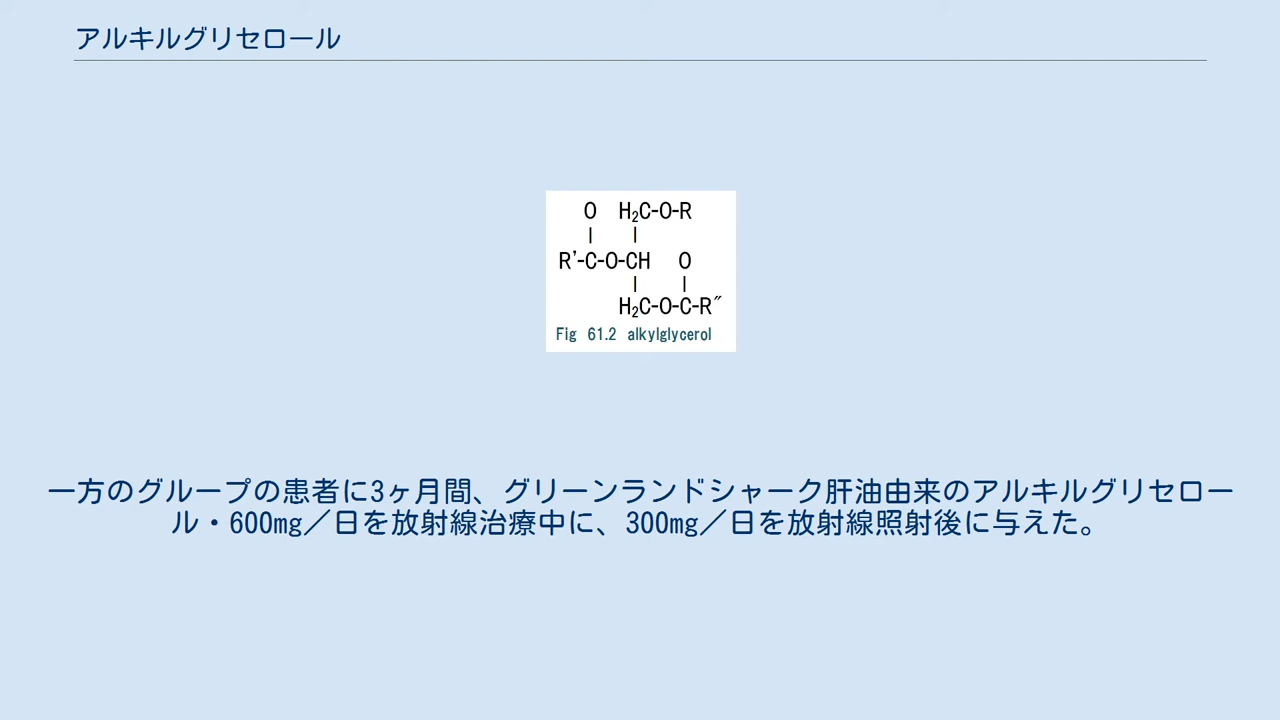 アルキルグリセロール
O H₂C-O-R
| |
R'-C-O-CH O
| |
H₂C-O-C-R″
Fig 61.2 alkylglycerol
一方のグループの患者に3ヶ月間、グリーンランドシャーク肝油由来のアルキルグリセロー
ル・600mg／日を放射線治療中に、300mg／日を放射線照射後に与えた。